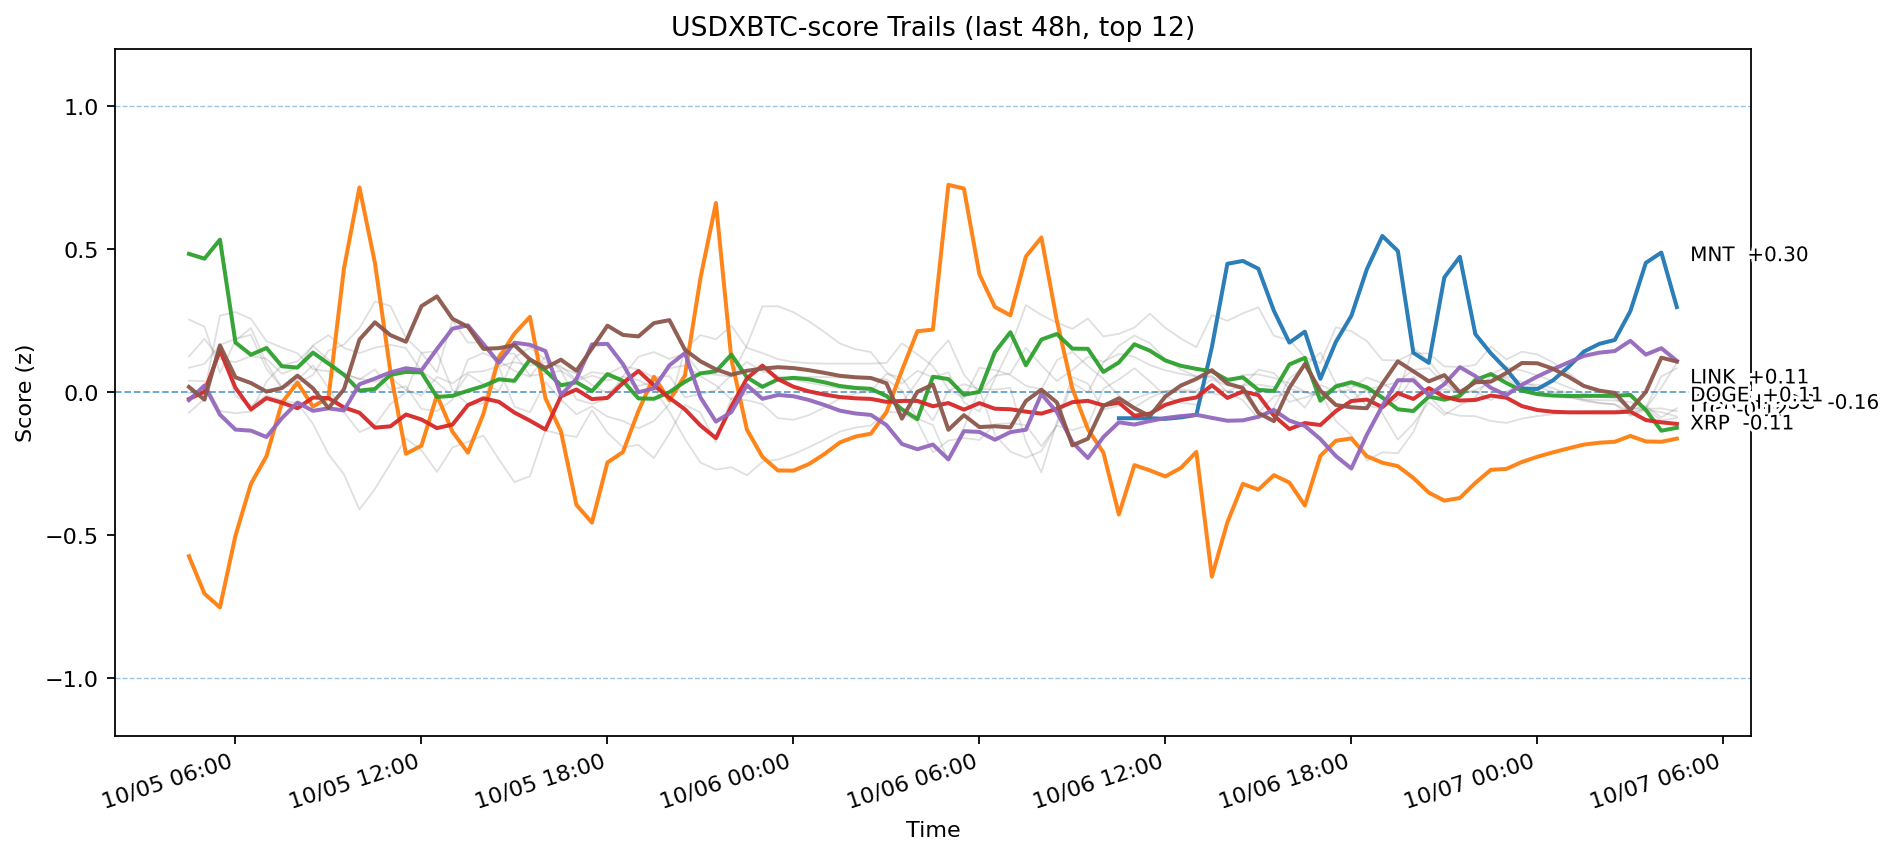 USDXBTC-score Trails (last 48h, top 12)
Score (z)
1.0
0.5
0.0
−0.5
−1.0
MNT +0.30
LINK +0.11
DOGE +0.11
-0.16
-0.12
XRP -0.11
10/05 06:00
10/05 12:00
10/05 18:00
10/06 00:00
10/06 06:00
10/06 12:00
10/06 18:00
10/07 00:00
10/07 06:00
Time